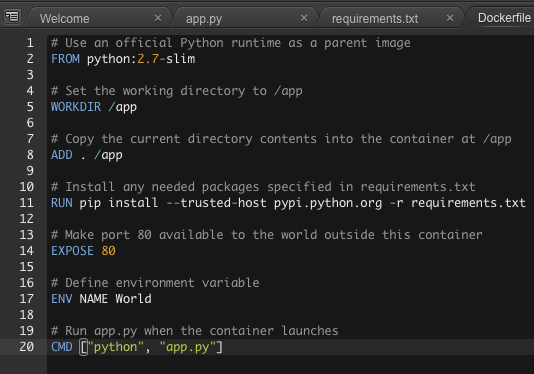 Welcome × app.py × requirements.txt × Dockerfile
1 # Use an official Python runtime as a parent image
2 FROM python:2.7-slim
3
4 # Set the working directory to /app
5 WORKDIR /app
6
7 # Copy the current directory contents into the container at /app
8 ADD . /app
9
10 # Install any needed packages specified in requirements.txt
11 RUN pip install --trusted-host pypi.python.org -r requirements.txt
12
13 # Make port 80 available to the world outside this container
14 EXPOSE 80
15
16 # Define environment variable
17 ENV NAME World
18
19 # Run app.py when the container launches
20 CMD ["python", "app.py"]